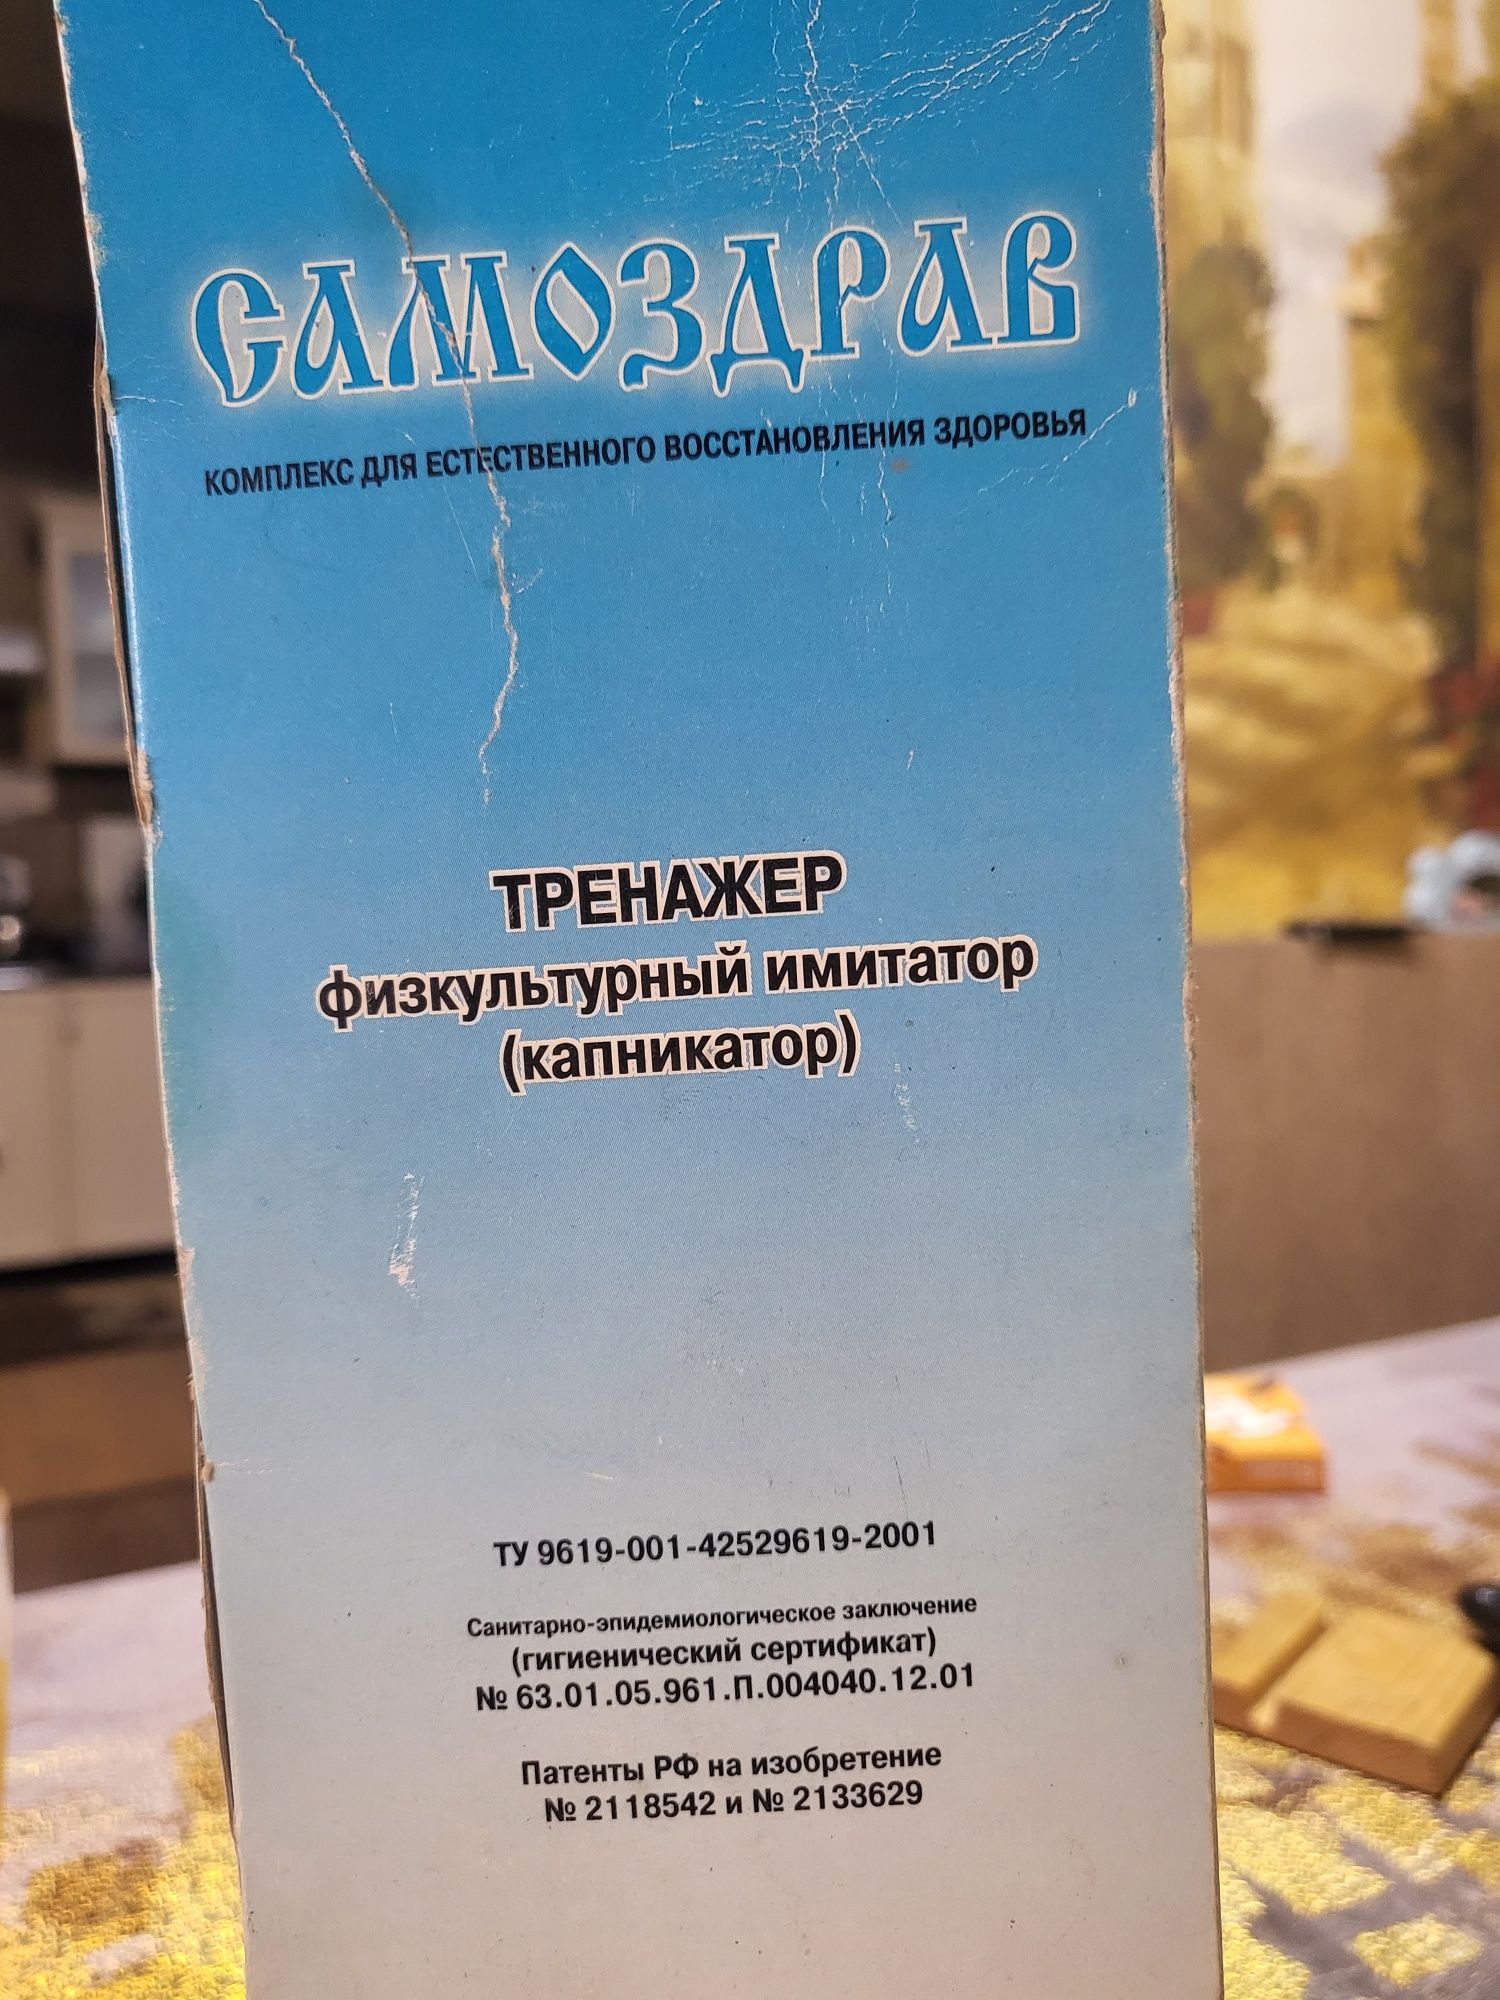 САМОЗДРАВ
КОМПЛЕКС ДЛЯ ЕСТЕСТВЕННОГО ВОССТАНОВЛЕНИЯ ЗДОРОВЬЯ
ТРЕНАЖЕР
физкультурный имитатор
(капникатор)
ТУ 9619-001-42529619-2001
Санитарно-эпидемиологическое заключение
(гигиенический сертификат)
№ 63.01.05.961.П.004040.12.01
Патенты РФ на изобретение
№ 2118542 и № 2133629